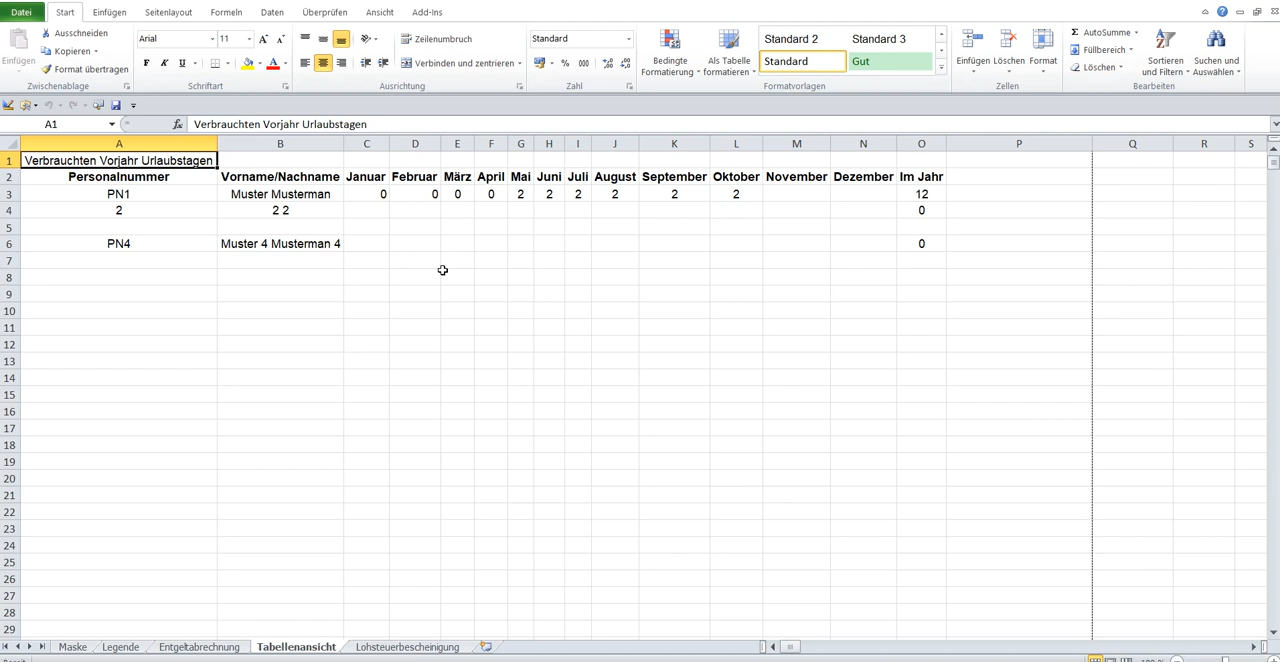 Datei Start Einfügen Seitenlayout Formeln Daten Überprüfen Ansicht Add-Ins
Einfügen
Ausschneiden
Kopieren
Format übertragen
Zwischenablage
Arial 11
F K U
Schriftart
Zeilenumbruch
Verbinden und zentrieren
Ausrichtung
Standard
% 000
Zahl
Bedingte Formatierung
Als Tabelle formatieren
Standard 2 Standard 3
Standard Gut
Formatvorlagen
Einfügen Löschen Format
Zellen
Σ AutoSumme
Füllbereich
Löschen
Sortieren und Filtern
Suchen und Auswählen
Bearbeiten
A1 fx Verbrauchten Vorjahr Urlaubstagen
A B C D E F G H I J K L M N O P Q R S
1 Verbrauchten Vorjahr Urlaubstagen
2 Personalnummer Vorname/Nachname Januar Februar März April Mai Juni Juli August September Oktober November Dezember Im Jahr
3 PN1 Muster Musterman 0 0 0 0 2 2 2 2 2 2 12
4 2 2 2 0
5
6 PN4 Muster 4 Musterman 4 0
7
8
9
10
11
12
13
14
15
16
17
18
19
20
21
22
23
24
25
26
27
28
29
Maske Legende Entgeltabrechnung Tabellenansicht Lohsteuerbescheinigung